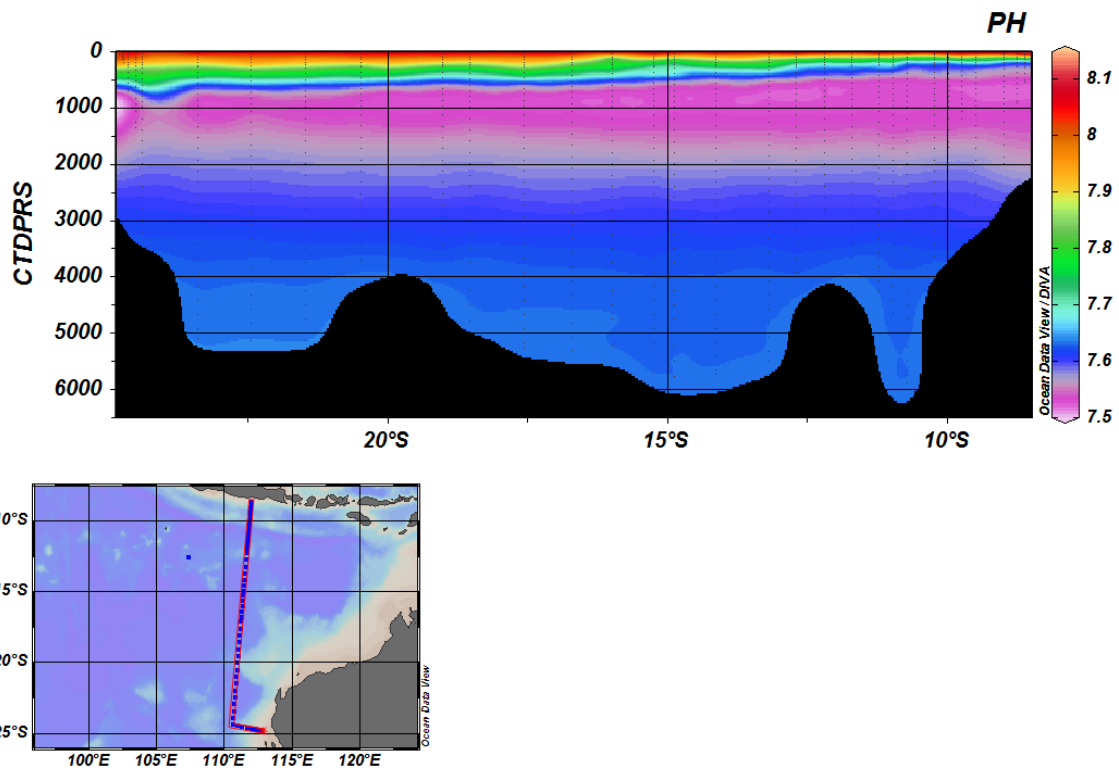 PH
0
1000
2000
3000
4000
5000
6000
CTDPRS
20°S
15°S
10°S
8.1
8
7.9
7.8
7.7
7.6
7.5
Ocean Data View / DIVA
0°S
5°S
20°S
25°S
100°E
105°E
110°E
115°E
120°E
Ocean Data View